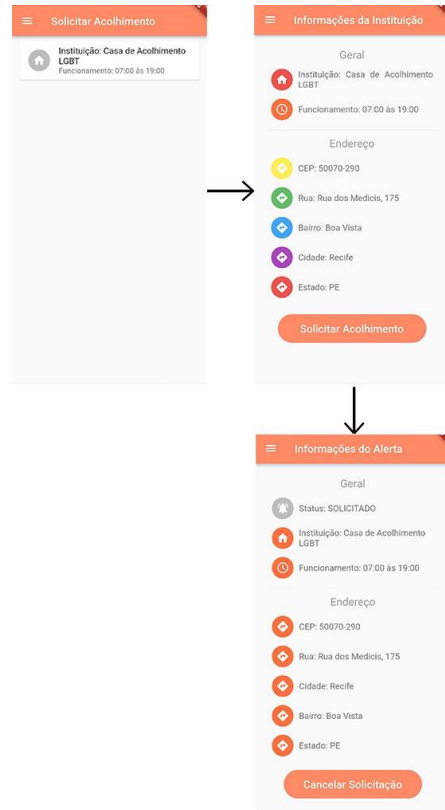 Solicitar Acolhimento
Instituição: Casa de Acolhimento
LGBT
Funcionamento: 07:00 às 19:00
Informações da Instituição
Geral
Instituição: Casa de Acolhimento
LGBT
Funcionamento: 07:00 às 19:00
Endereço
CEP: 50070-290
Rua: Rua dos Medicis, 175
Bairro: Boa Vista
Cidade: Recife
Estado: PE
Solicitar Acolhimento
Informações do Alerta
Geral
Status: SOLICITADO
Instituição: Casa de Acolhimento
LGBT
Funcionamento: 07:00 às 19:00
Endereço
CEP: 50070-290
Rua: Rua dos Medicis, 175
Cidade: Recife
Bairro: Boa Vista
Estado: PE
Cancelar Solicitação